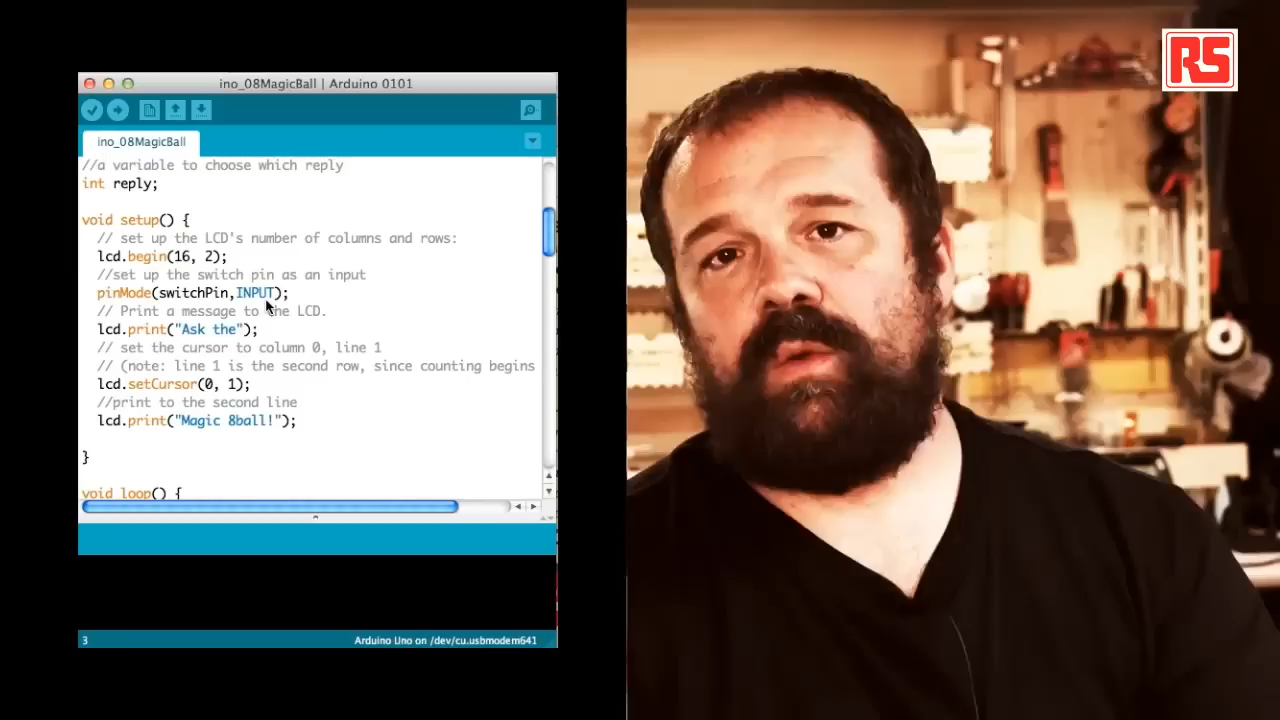 ino_08MagicBall | Arduino 0101
RS
ino_08MagicBall
//a variable to choose which reply
int reply;
void setup() {
// set up the LCD's number of columns and rows:
lcd.begin(16, 2);
//set up the switch pin as an input
pinMode(switchPin,INPUT);
// Print a message to the LCD.
lcd.print("Ask the");
// set the cursor to column 0, line 1
// (note: line 1 is the second row, since counting begins
lcd.setCursor(0, 1);
//print to the second line
lcd.print("Magic 8ball!");
}
void loop() {
3
Arduino Uno on /dev/cu.usbmodem641